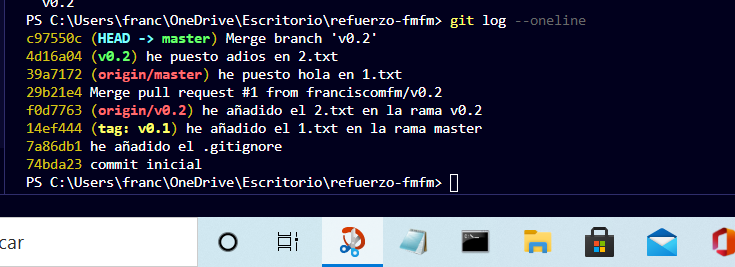 v0.2
PS C:\Users\franc\OneDrive\Escritorio\refuerzo-fmfm> git log --oneline
c97550c (HEAD -> master) Merge branch 'v0.2'
4d16a04 (v0.2) he puesto adios en 2.txt
39a7172 (origin/master) he puesto hola en 1.txt
29b21e4 Merge pull request #1 from franciscomfm/v0.2
f0d7763 (origin/v0.2) he añadido el 2.txt en la rama v0.2
14ef444 (tag: v0.1) he añadido el 1.txt en la rama master
7a86db1 he añadido el .gitignore
74bda23 commit inicial
PS C:\Users\franc\OneDrive\Escritorio\refuerzo-fmfm>
car